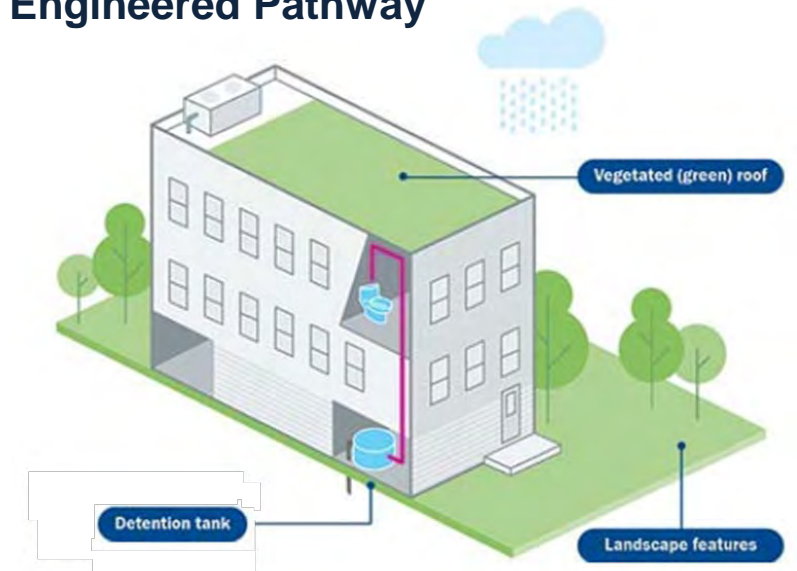 Engineered Pathway
Vegetated (green) roof
Detention tank
Landscape features